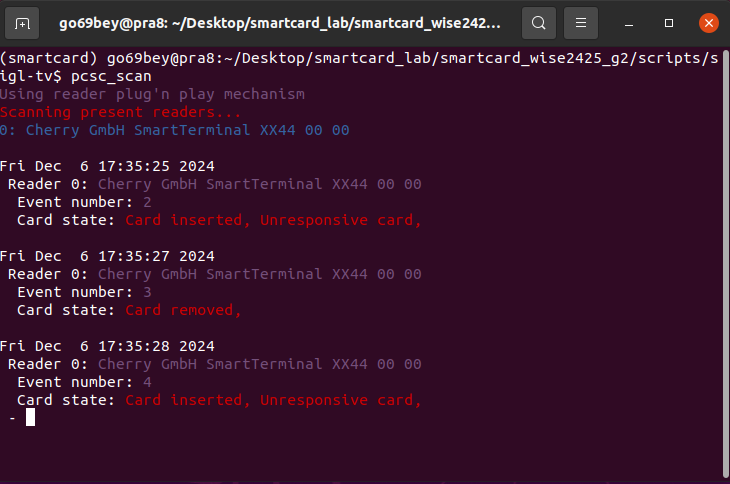 go69bey@pra8: ~/Desktop/smartcard_lab/smartcard_wise242...
(smartcard) go69bey@pra8:~/Desktop/smartcard_lab/smartcard_wise2425_g2/scripts/s
igl-tv$ pcsc_scan
Using reader plug'n play mechanism
Scanning present readers...
0: Cherry GmbH SmartTerminal XX44 00 00
Fri Dec  6 17:35:25 2024
 Reader 0: Cherry GmbH SmartTerminal XX44 00 00
  Event number: 2
  Card state: Card inserted, Unresponsive card,
Fri Dec  6 17:35:27 2024
 Reader 0: Cherry GmbH SmartTerminal XX44 00 00
  Event number: 3
  Card state: Card removed,
Fri Dec  6 17:35:28 2024
 Reader 0: Cherry GmbH SmartTerminal XX44 00 00
  Event number: 4
  Card state: Card inserted, Unresponsive card,
 -